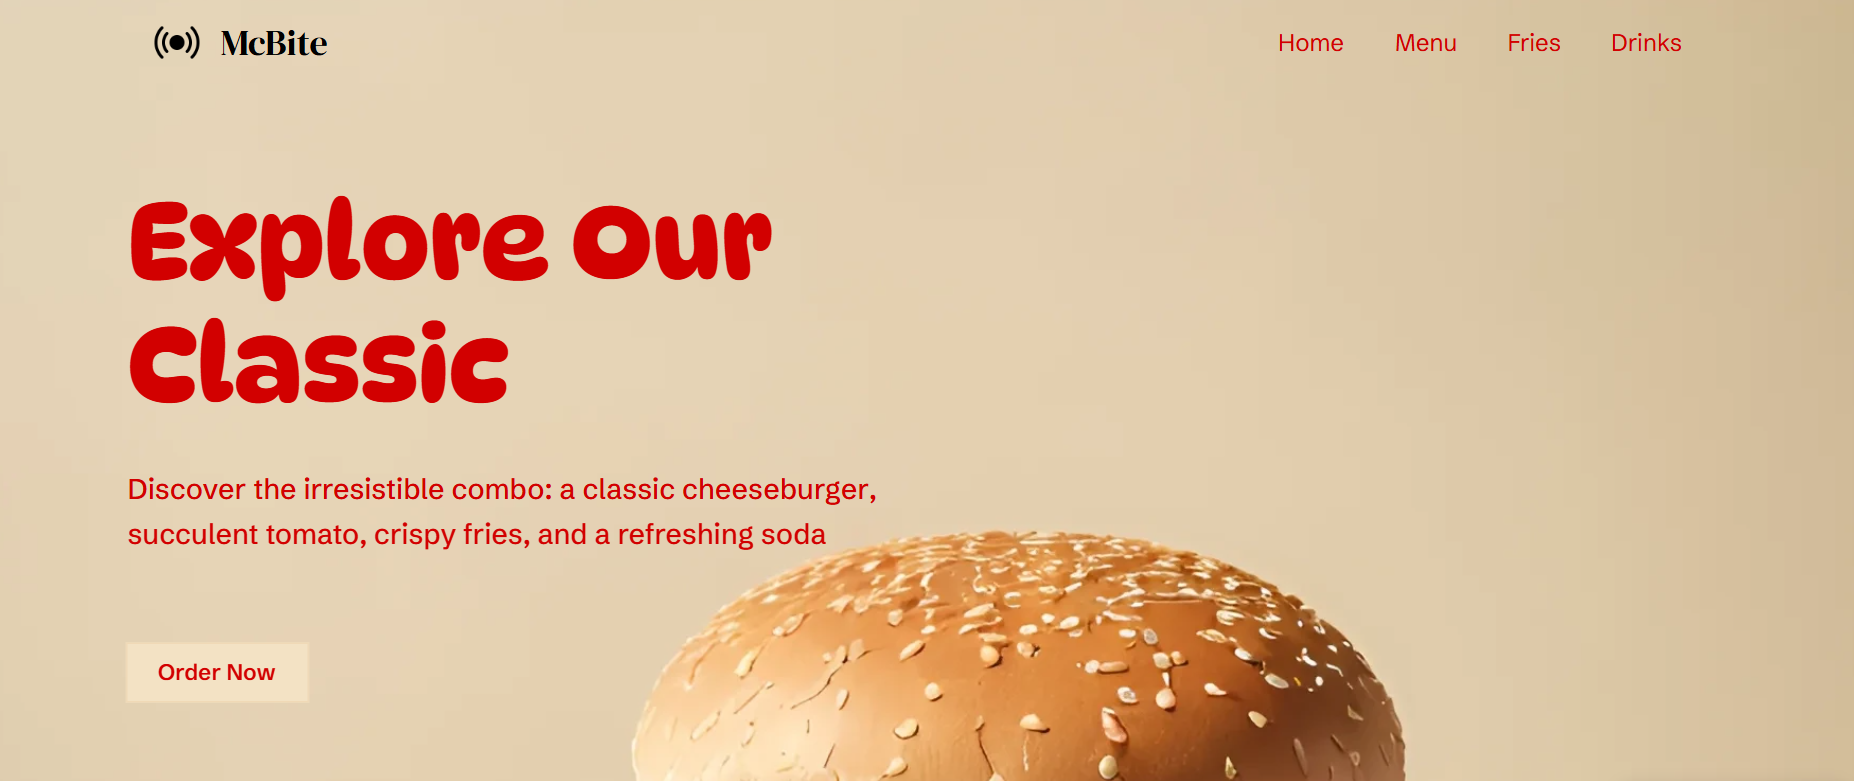 McBite
Home Menu Fries Drinks
Explore Our
Classic
Discover the irresistible combo: a classic cheeseburger,
succulent tomato, crispy fries, and a refreshing soda
Order Now